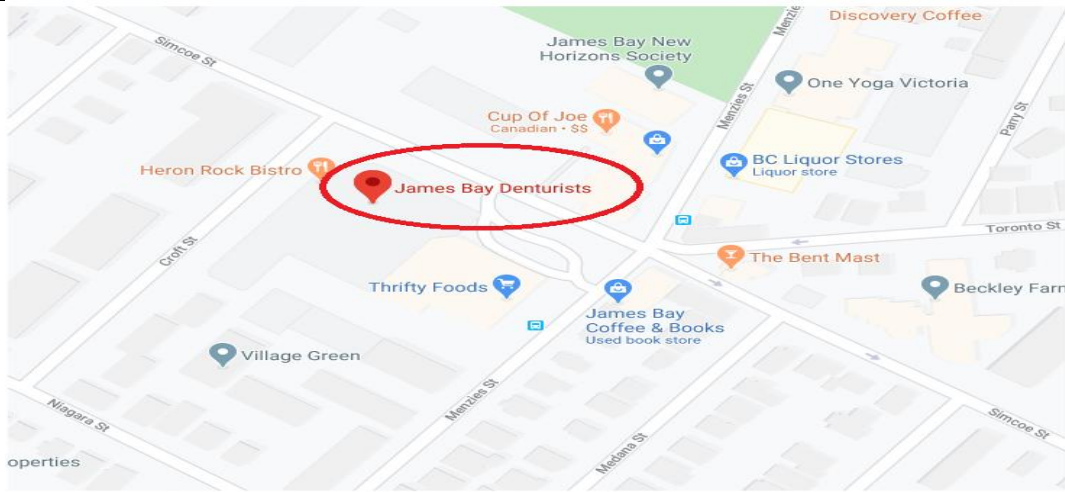 Simcoe St
James Bay New
Horizons Society
Menzies
Discovery Coffee
One Yoga Victoria
Menzies St
Parry St
Cup Of Joe
Canadian • $$
BC Liquor Stores
Liquor store
Heron Rock Bistro
James Bay Denturists
Toronto St
Croft St
The Bent Mast
Thrifty Foods
Beckley Farm
James Bay
Coffee & Books
Used book store
Village Green
Menzies St
Niagara St
Medana St
Simcoe St
operties